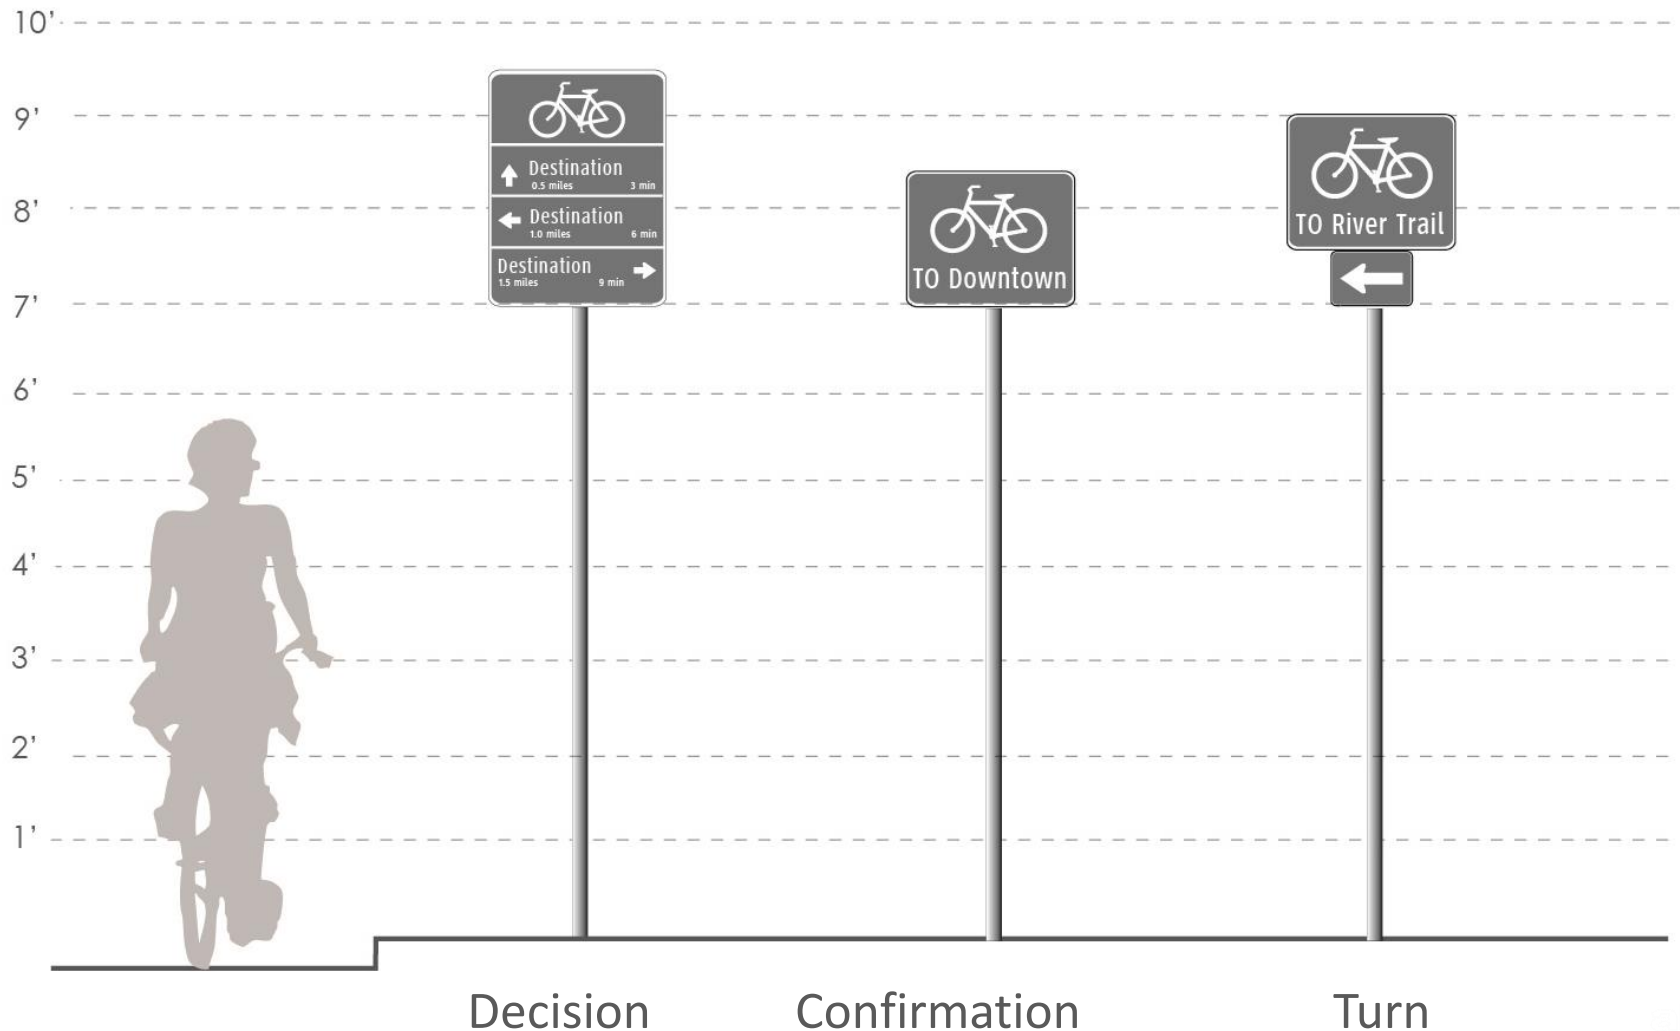 10'
9'
8'
7'
6'
5'
4'
3'
2'
1'
Destination
0.5 miles 3 min
Destination
1.0 miles 6 min
Destination
1.5 miles 9 min
TO Downtown
TO River Trail
Decision Confirmation Turn